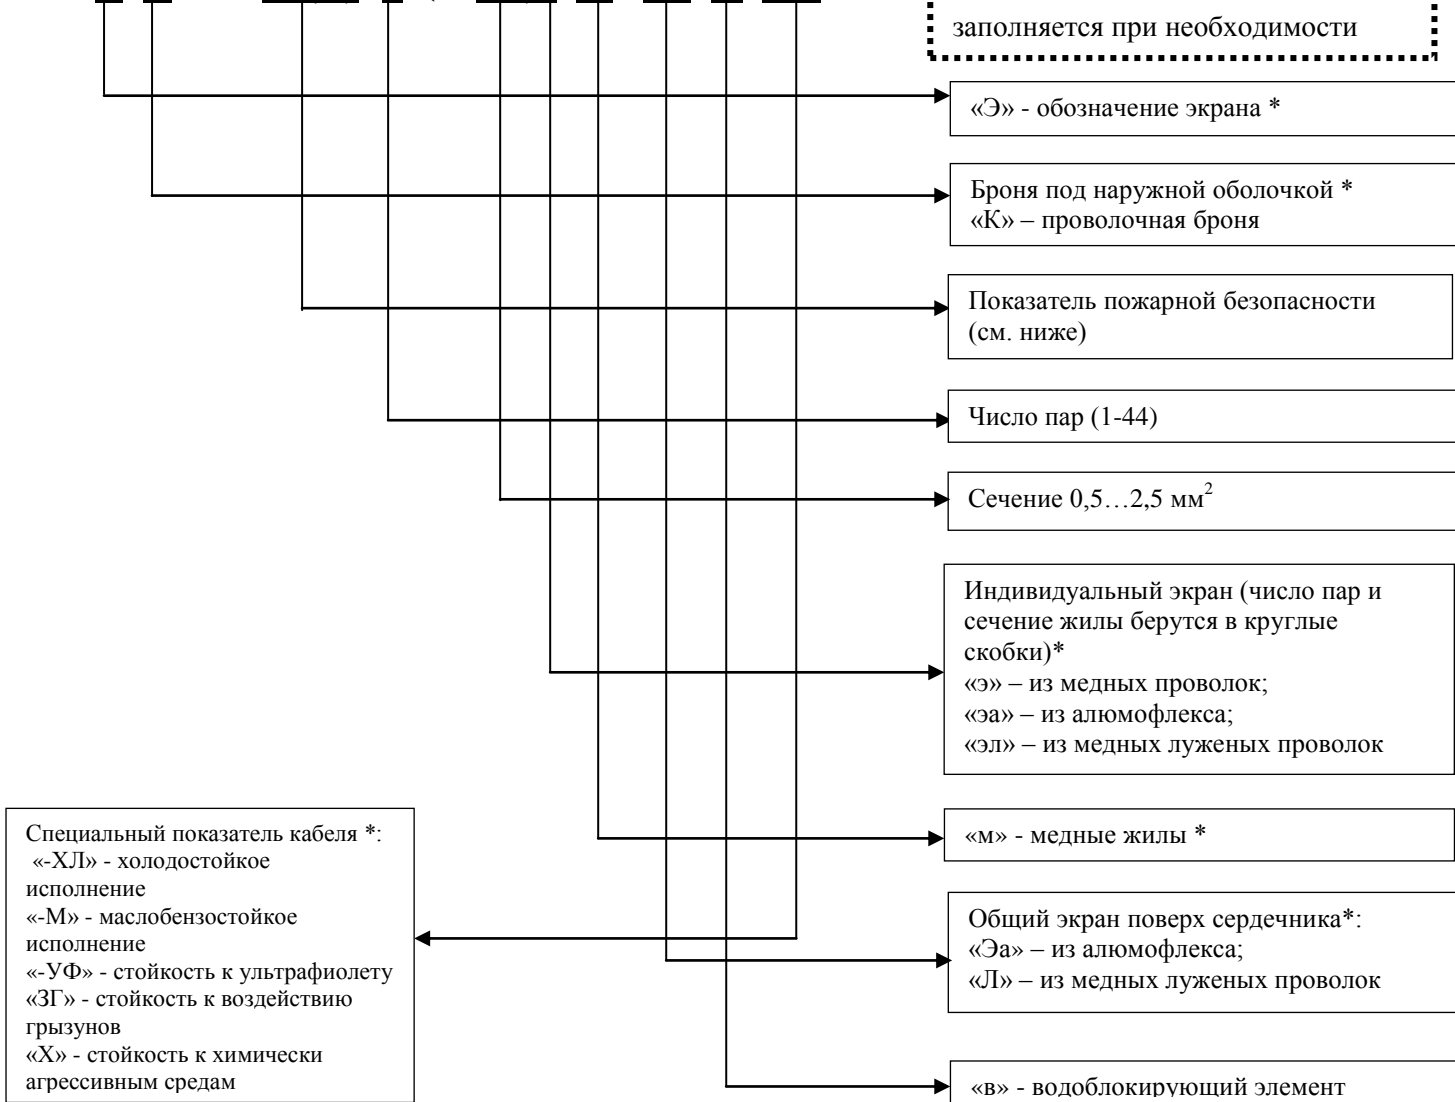 заполняется при необходимости
«Э» - обозначение экрана *
Броня под наружной оболочкой *
«К» – проволочная броня
Показатель пожарной безопасности
(см. ниже)
Число пар (1-44)
Сечение 0,5…2,5 мм²
Индивидуальный экран (число пар и
сечение жилы берутся в круглые
скобки)*
«э» – из медных проволок;
«эа» – из алюмофлекса;
«эл» – из медных луженых проволок
«м» - медные жилы *
Общий экран поверх сердечника*:
«Эа» – из алюмофлекса;
«Л» – из медных луженых проволок
«в» - водоблокирующий элемент
Специальный показатель кабеля *:
«-ХЛ» - холодостойкое
исполнение
«-М» - маслобензостойкое
исполнение
«-УФ» - стойкость к ультрафиолету
«ЗГ» - стойкость к воздействию
грызунов
«Х» - стойкость к химически
агрессивным средам